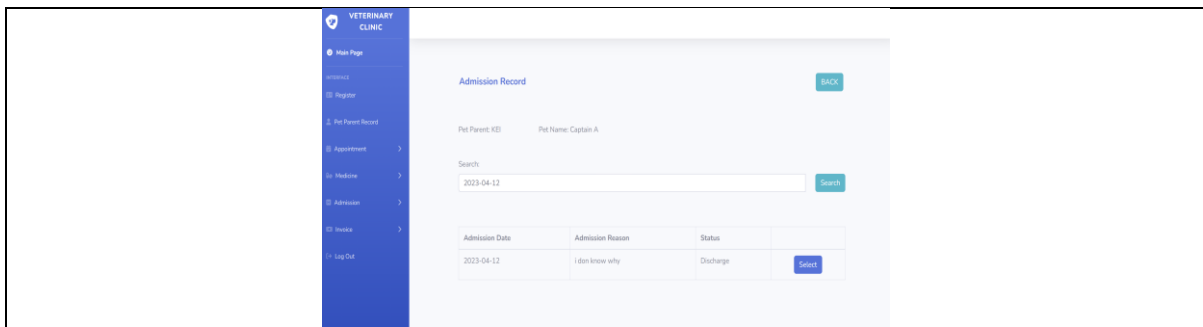 VETERINARY
CLINIC
Main Page
INTERFACE
Register
Pet Parent Record
Appointment
Medicine
Admission
Invoice
Log Out
Admission Record
BACK
Pet Parent: KEI Pet Name: Captain A
Search:
2023-04-12 Search
Admission Date Admission Reason Status
2023-04-12 i don know why Discharge Select